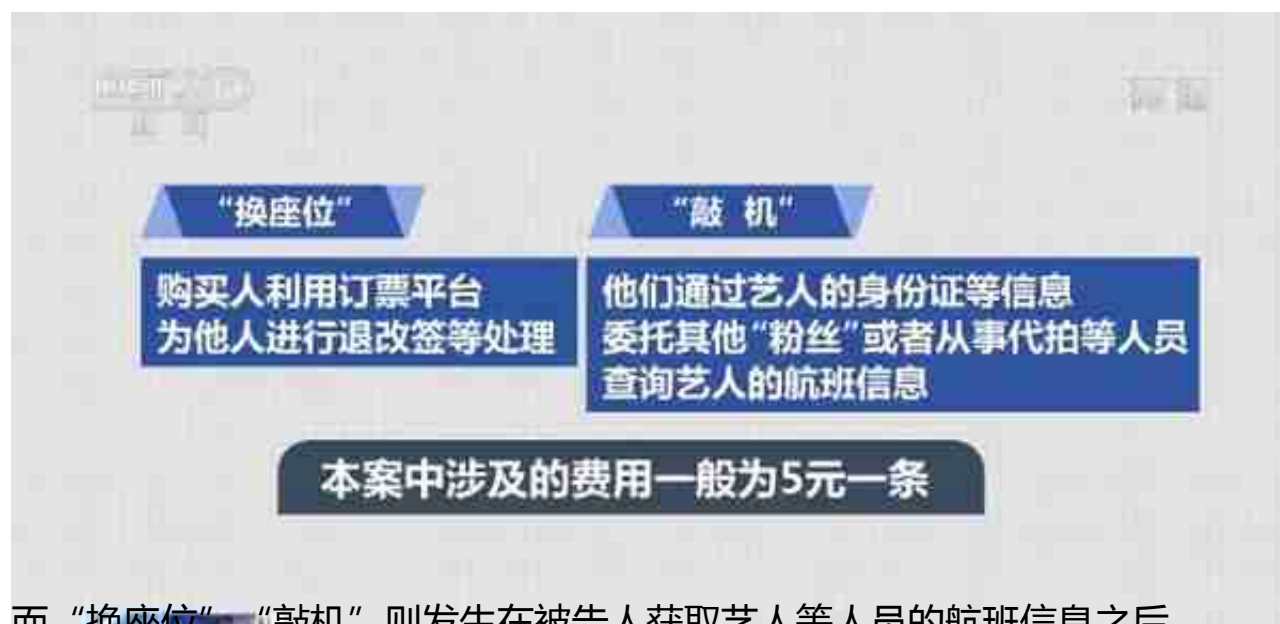 “换座位”
购买人利用订票平台
为他人进行退改签等处理
“敲 机”
他们通过艺人的身份证等信息
委托其他“粉丝”或者从事代拍等人员
查询艺人的航班信息
本案中涉及的费用一般为5元一条
而“换座位”、“敲机”则发生在被告人获取艺人等人员的航班信息之后